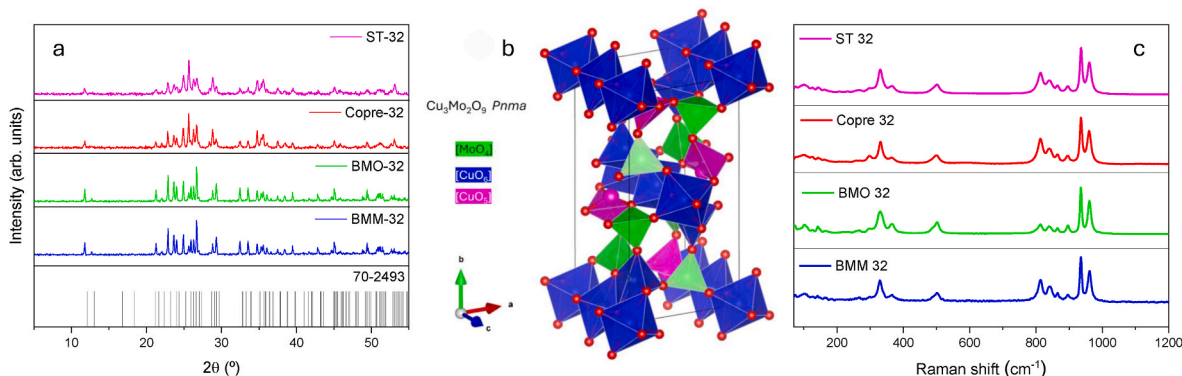 a
ST-32
Copre-32
BMO-32
BMM-32
70-2493
Intensity (arb. units)
10 20 30 40 50
2θ (º)
b
Cu₃Mo₂O₉ Pnma
[MoO₄]
[CuO₆]
[CuO₅]
b
a
c
c
ST 32
Copre 32
BMO 32
BMM 32
200 400 600 800 1000 1200
Raman shift (cm⁻¹)